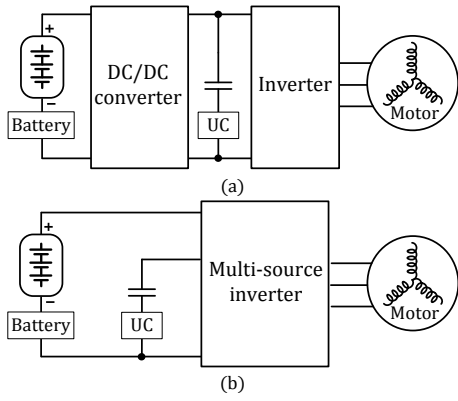 +
DC/DC
converter
Inverter
−
Battery
UC
Motor
(a)
+
Multi-source
inverter
−
Battery
UC
Motor
(b)